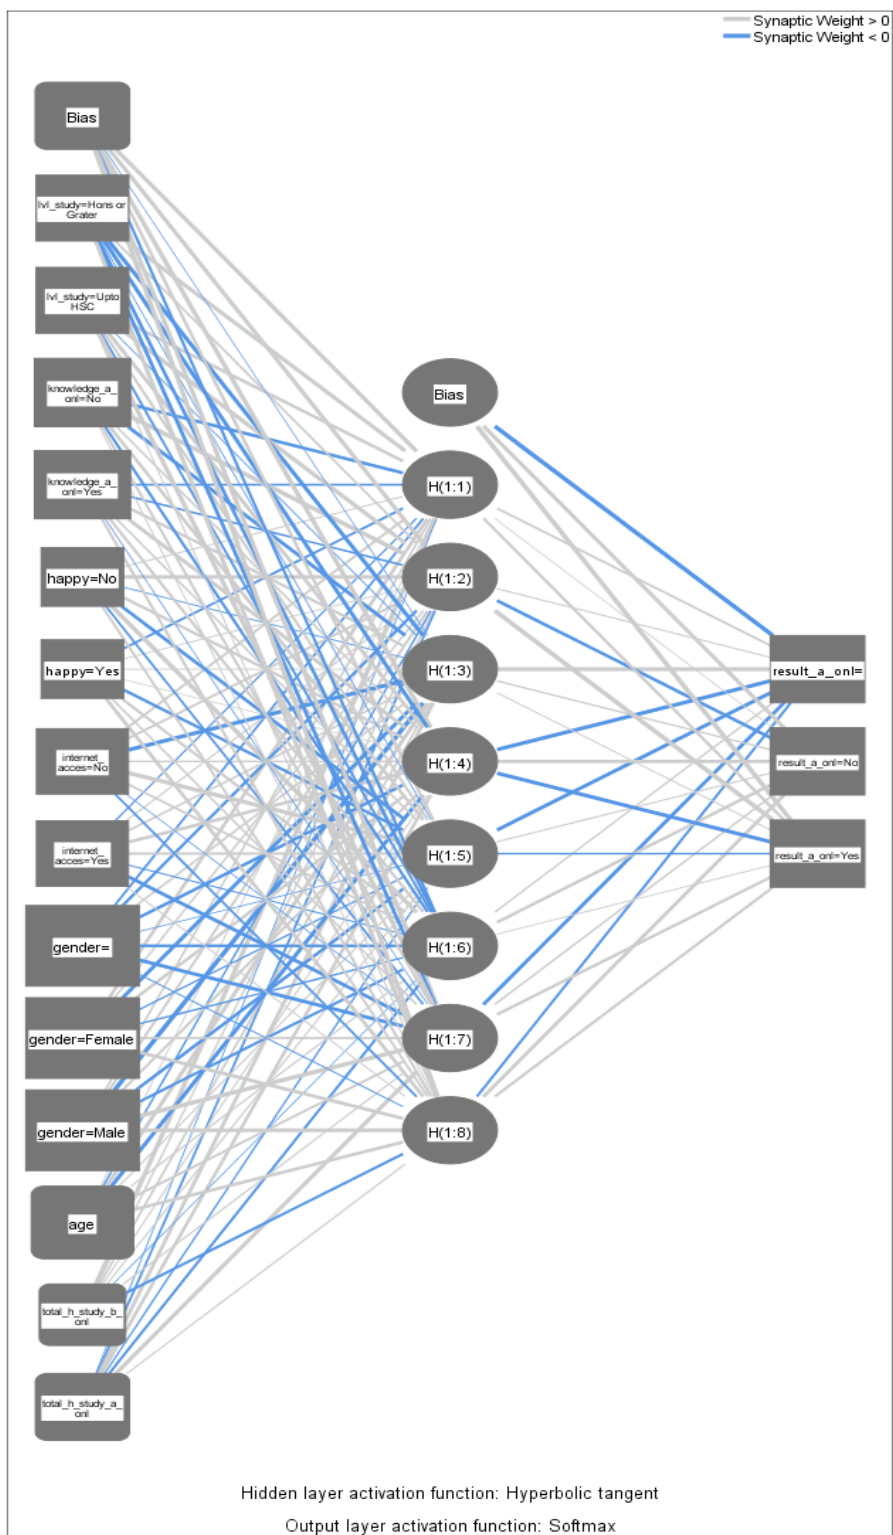 Synaptic Weight > 0
Synaptic Weight < 0
Bias
lvl_study=Hons or
Grater
lvl_study=Upto
HSC
knowledge_a_
onl=No
knowledge_a_
onl=Yes
happy=No
happy=Yes
internet_
acces=No
internet_
acces=Yes
gender=
gender=Female
gender=Male
age
total_h_study_b_
onl
total_h_study_a_
onl
Bias
H(1:1)
H(1:2)
H(1:3)
H(1:4)
H(1:5)
H(1:6)
H(1:7)
H(1:8)
result_a_onl=
result_a_onl=No
result_a_onl=Yes
Hidden layer activation function: Hyperbolic tangent
Output layer activation function: Softmax